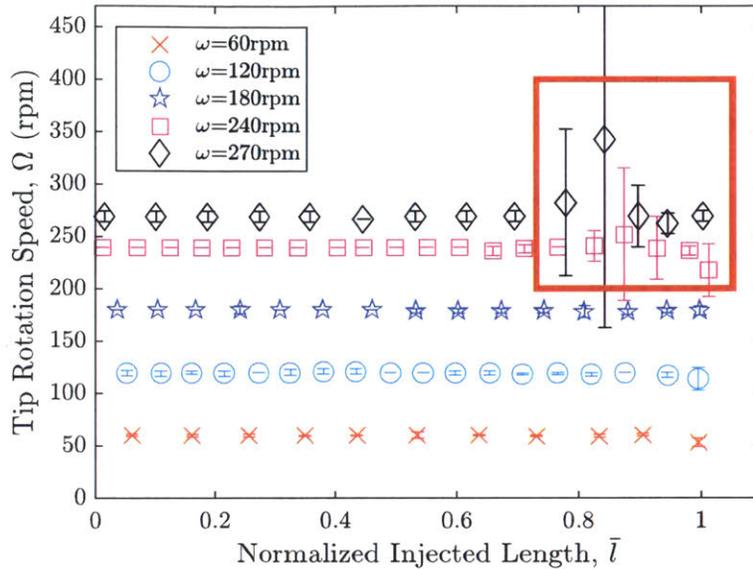 450
400
350
300
250
200
150
100
50
0
Tip Rotation Speed, Ω (rpm)
ω=60rpm
ω=120rpm
ω=180rpm
ω=240rpm
ω=270rpm
0 0.2 0.4 0.6 0.8 1
Normalized Injected Length, l̄